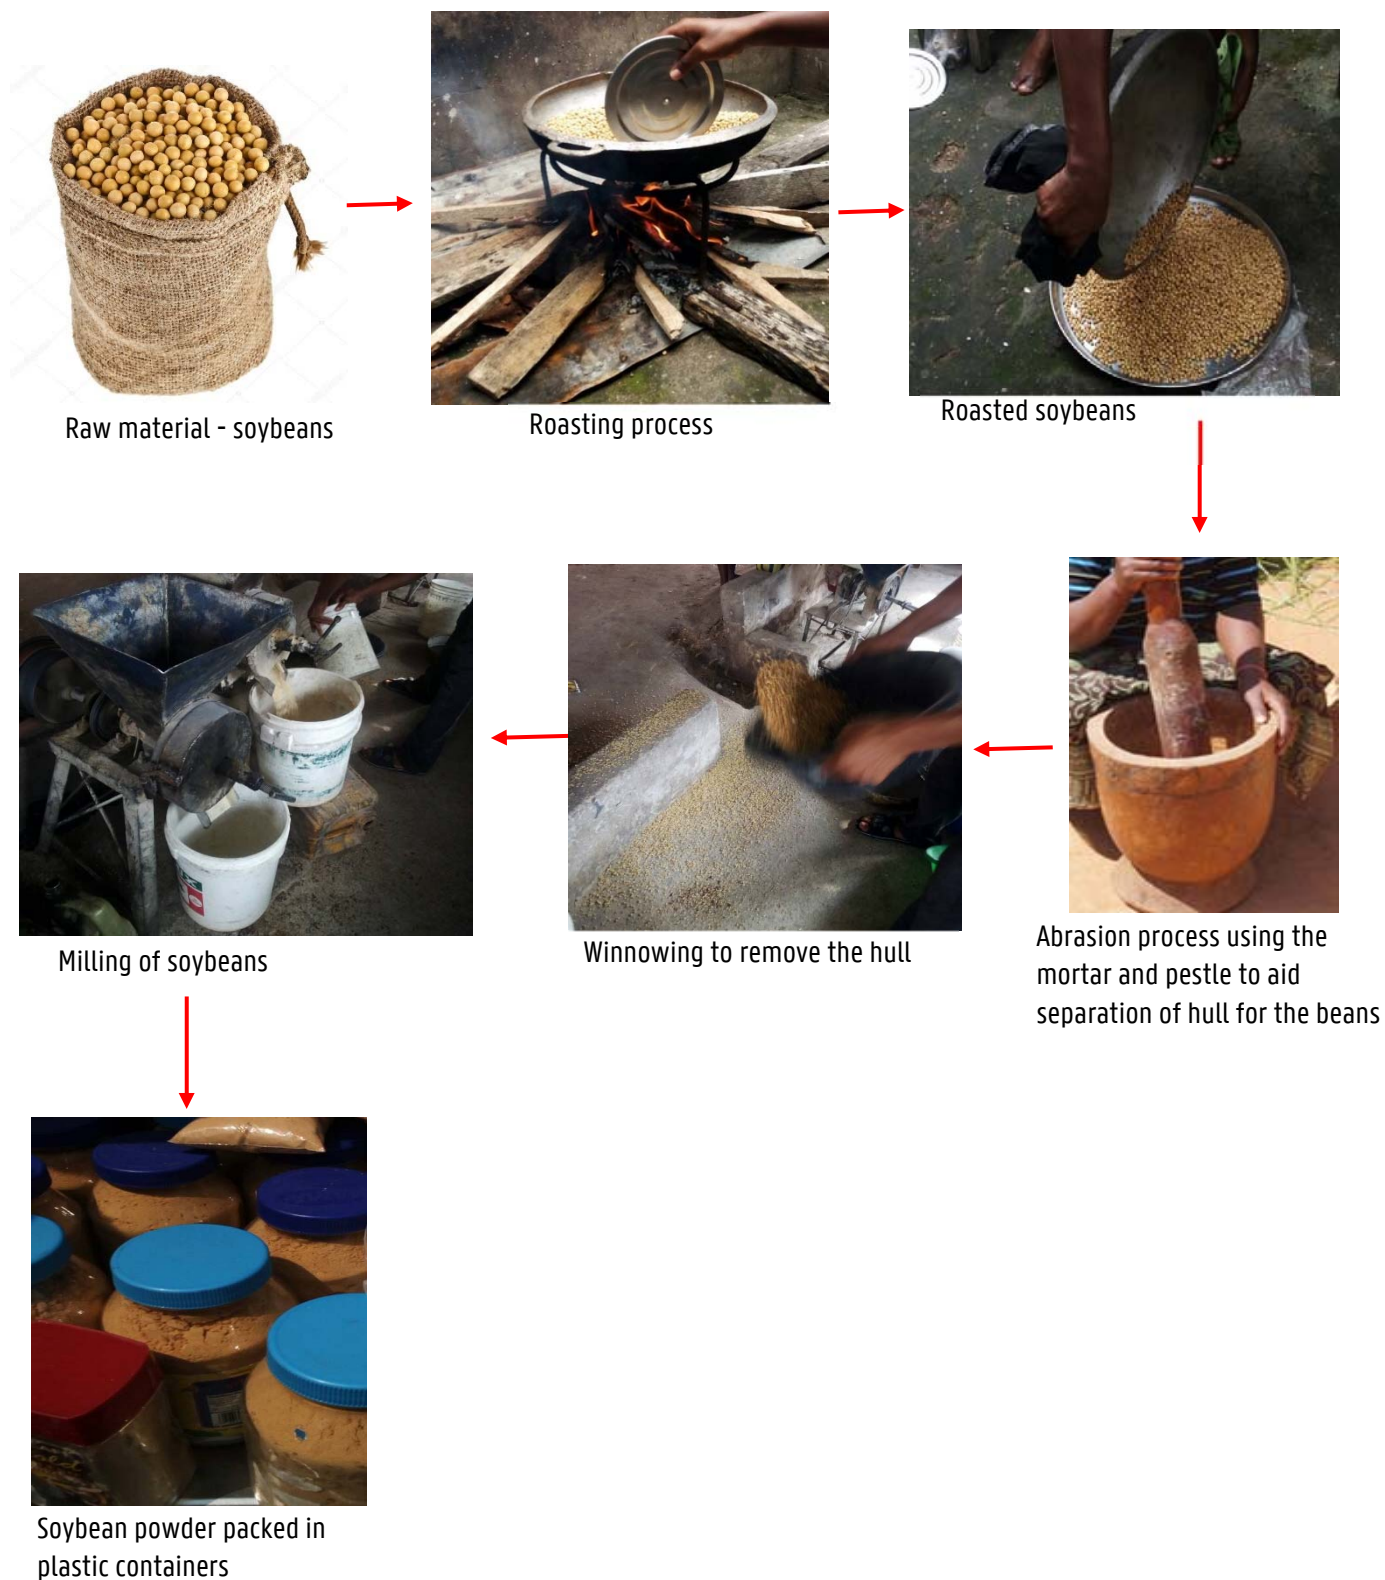 Raw material - soybeans
Roasting process
Roasted soybeans
Abrasion process using the
mortar and pestle to aid
separation of hull for the beans
Winnowing to remove the hull
Milling of soybeans
Soybean powder packed in
plastic containers